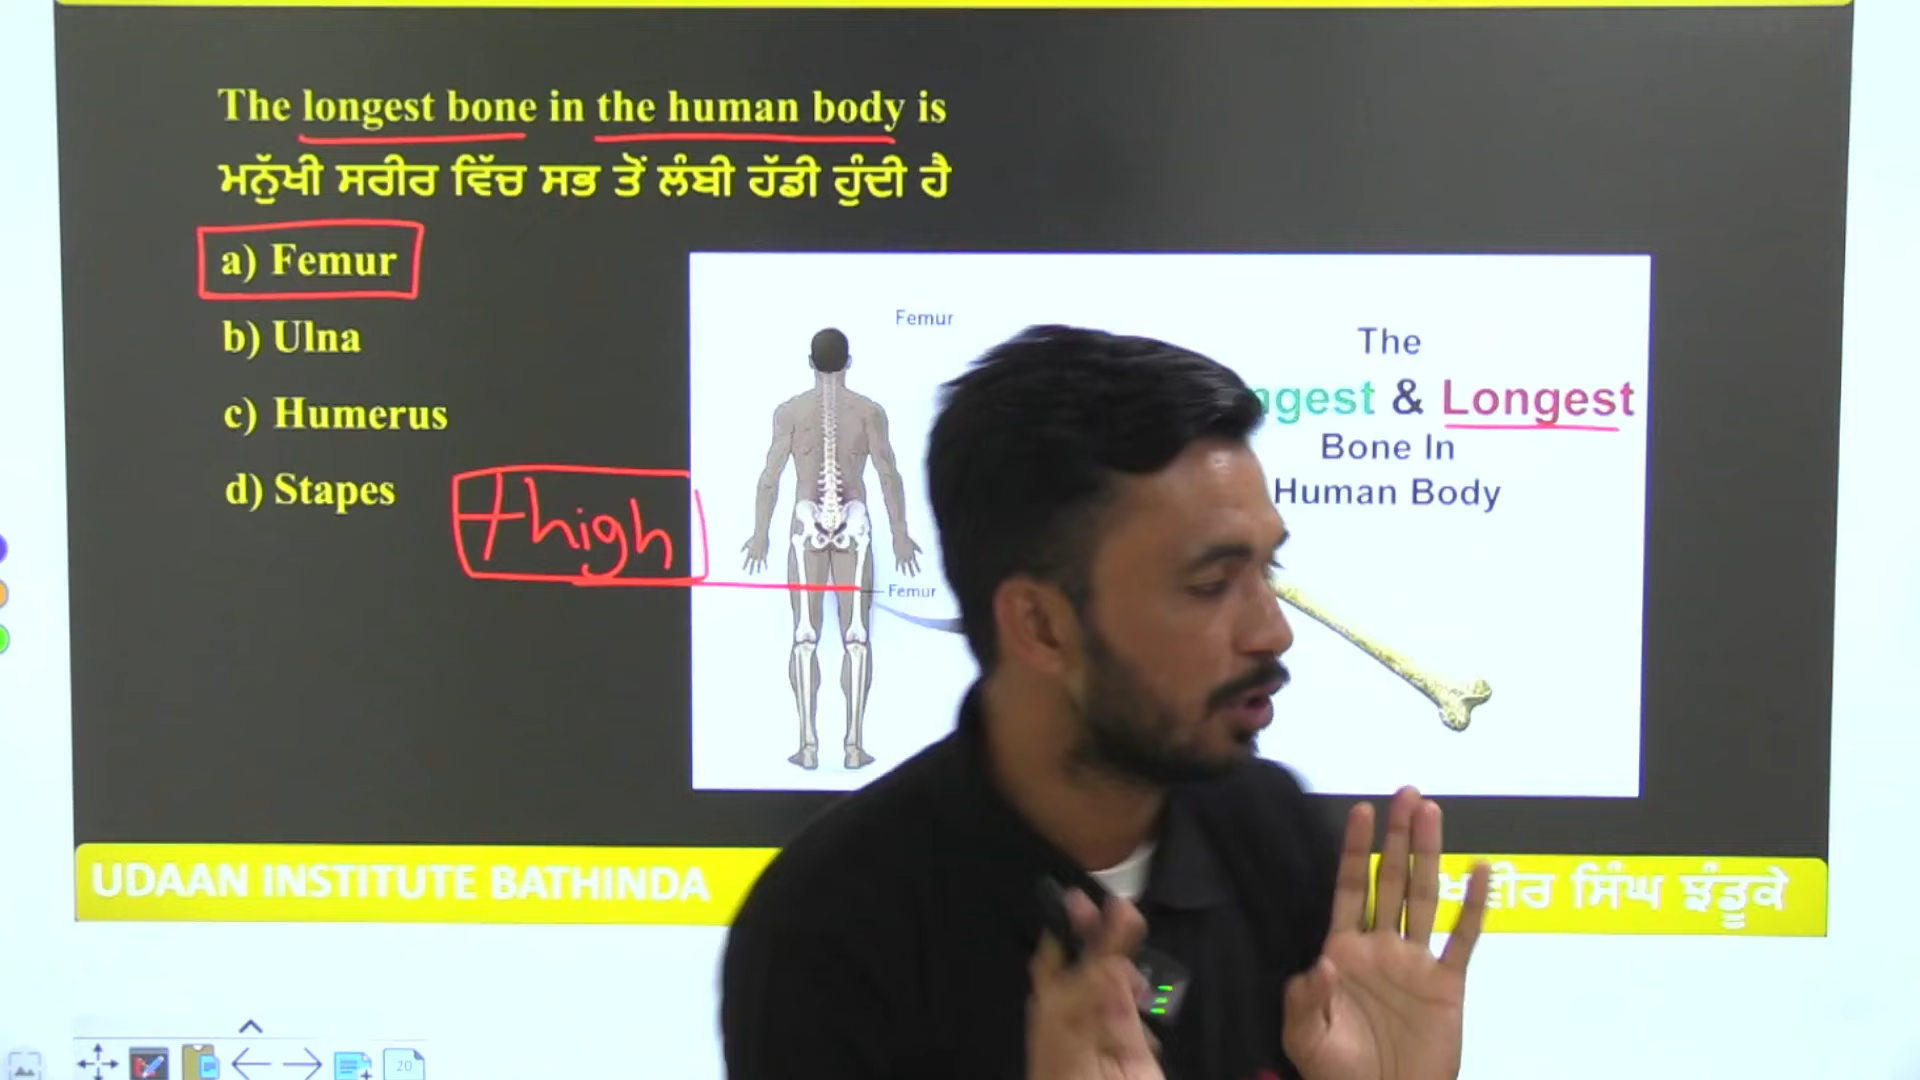 The longest bone in the human body is
ਮਨੁੱਖੀ ਸਰੀਰ ਵਿੱਚ ਸਭ ਤੋਂ ਲੰਬੀ ਹੱਡੀ ਹੁੰਦੀ ਹੈ
a) Femur
b) Ulna
c) Humerus
d) Stapes
thigh
Femur
Femur
The
& Longest
Bone In
Human Body
UDAAN INSTITUTE BATHINDA
ਸਿੰਘ ਝੰਡੂਕੇ
20